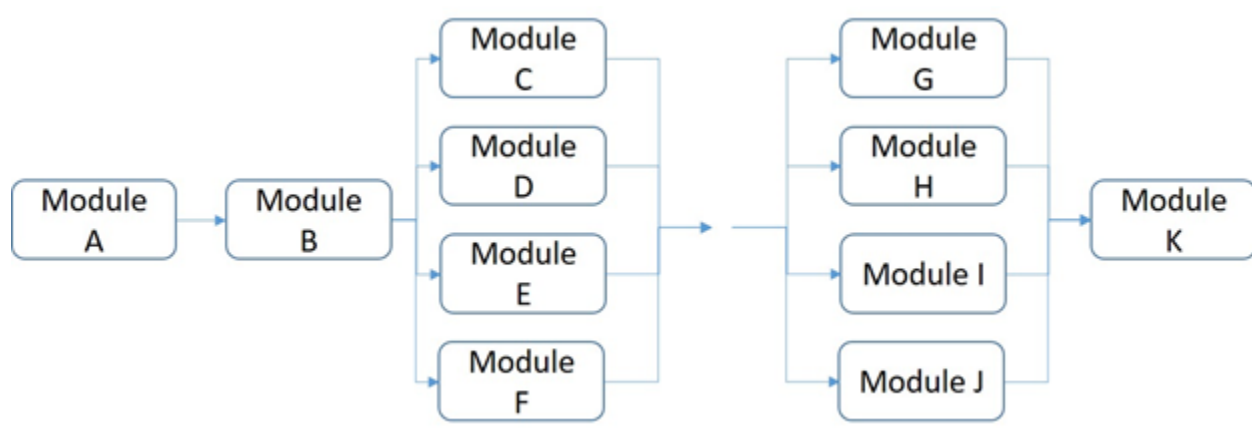 Module
A
Module
B
Module
C
Module
D
Module
E
Module
F
Module
G
Module
H
Module I
Module J
Module
K